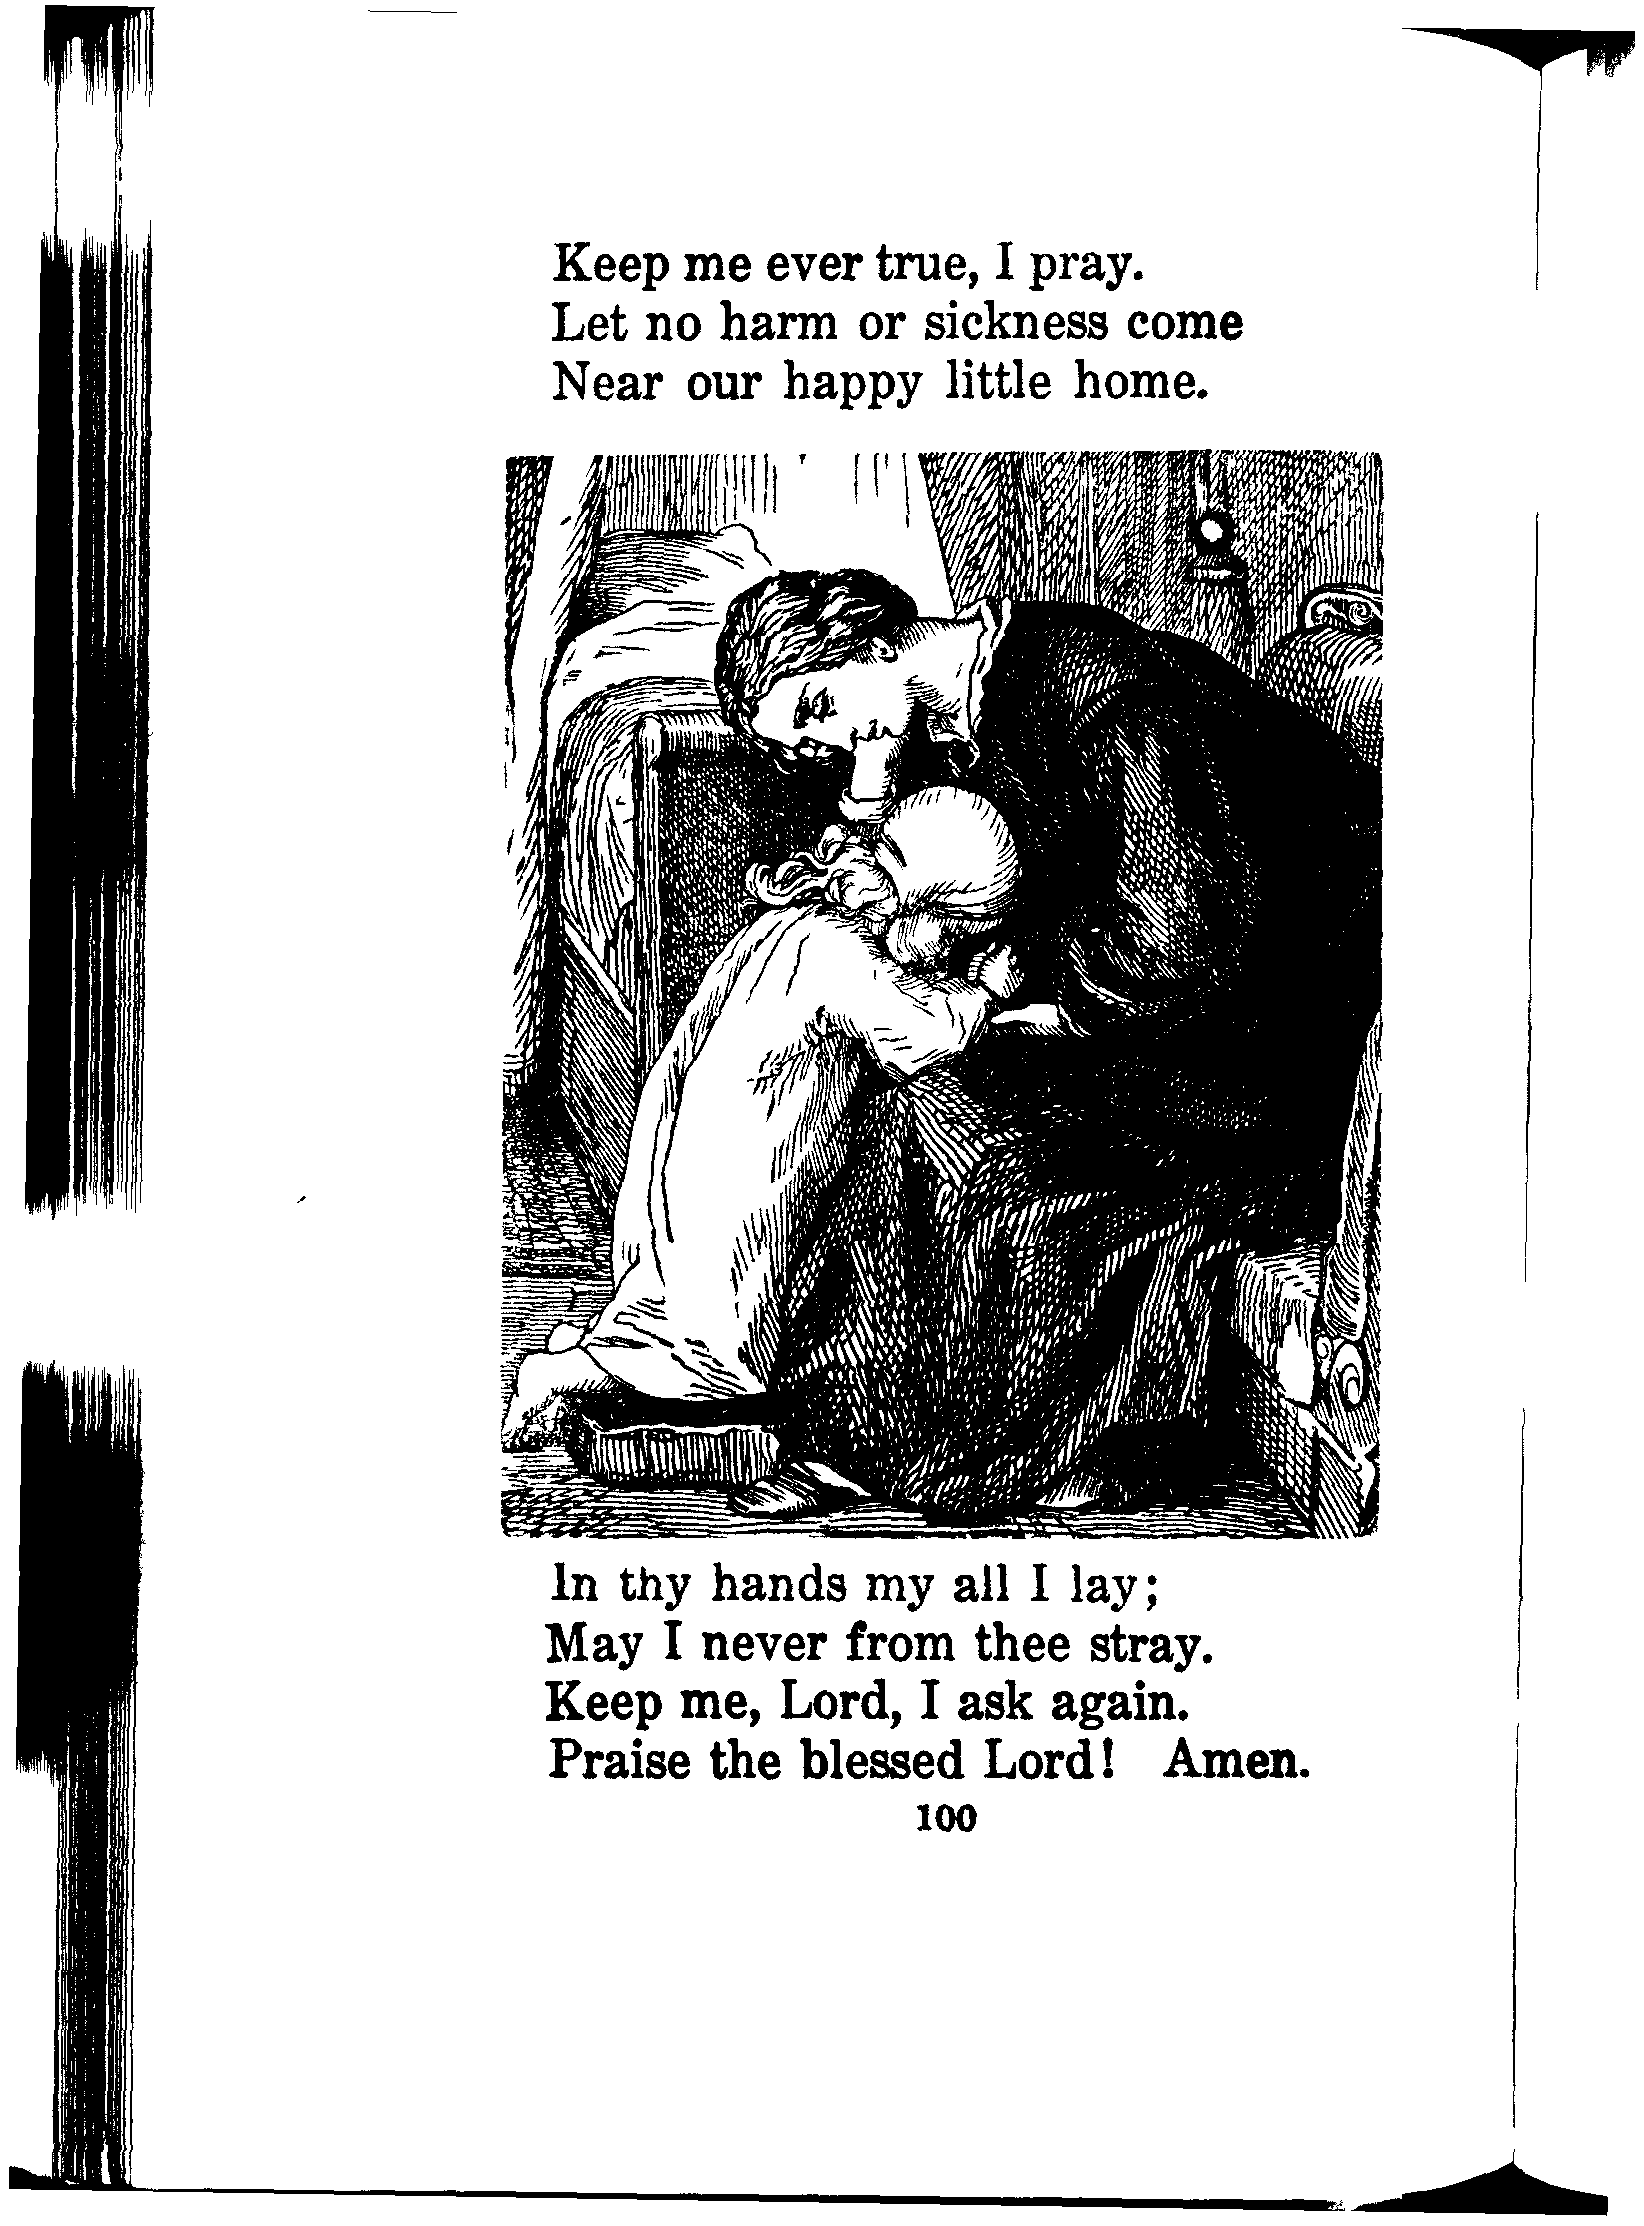 Keep me ever true, I pray.
Let no harm or sickness come
Near our happy little home.
In thy hands my all I lay;
May I never from thee stray.
Keep me, Lord, I ask again.
Praise the blessed Lord! Amen.
100